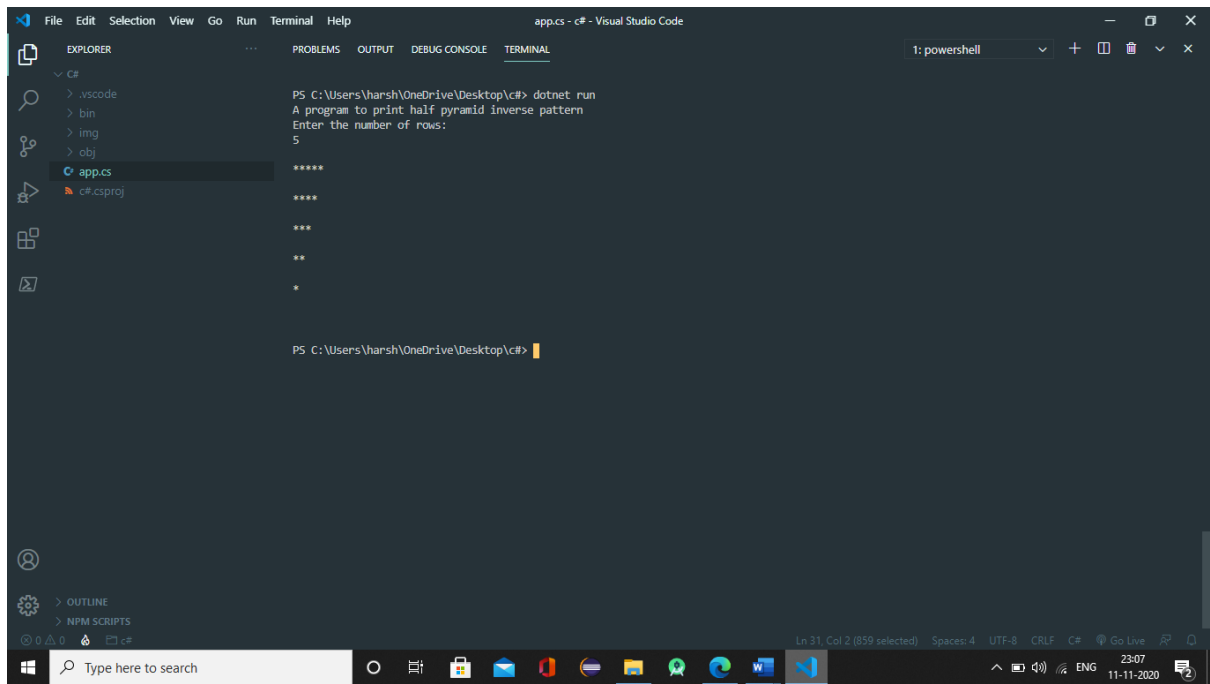 File Edit Selection View Go Run Terminal Help
app.cs - c# - Visual Studio Code
EXPLORER ...
C#
.vscode
bin
img
obj
app.cs
c#.csproj
OUTLINE
NPM SCRIPTS
PROBLEMS OUTPUT DEBUG CONSOLE TERMINAL
1: powershell
PS C:\Users\harsh\OneDrive\Desktop\c#> dotnet run
A program to print half pyramid inverse pattern
Enter the number of rows:
5
*****
****
***
**
*
PS C:\Users\harsh\OneDrive\Desktop\c#>
0 0 c#
Ln 31, Col 2 (859 selected) Spaces: 4 UTF-8 CRLF C# Go Live
Type here to search
W
ENG
23:07
11-11-2020
2